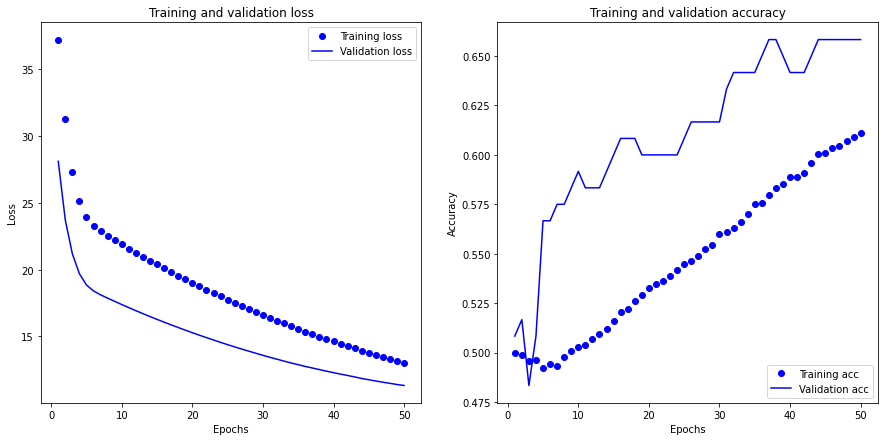 Training and validation loss
Training loss
Validation loss
35
30
25
20
15
Loss
0
10
20
30
40
50
Epochs
Training and validation accuracy
0.650
0.625
0.600
0.575
0.550
0.525
0.500
0.475
Accuracy
Training acc
Validation acc
0
10
20
30
40
50
Epochs